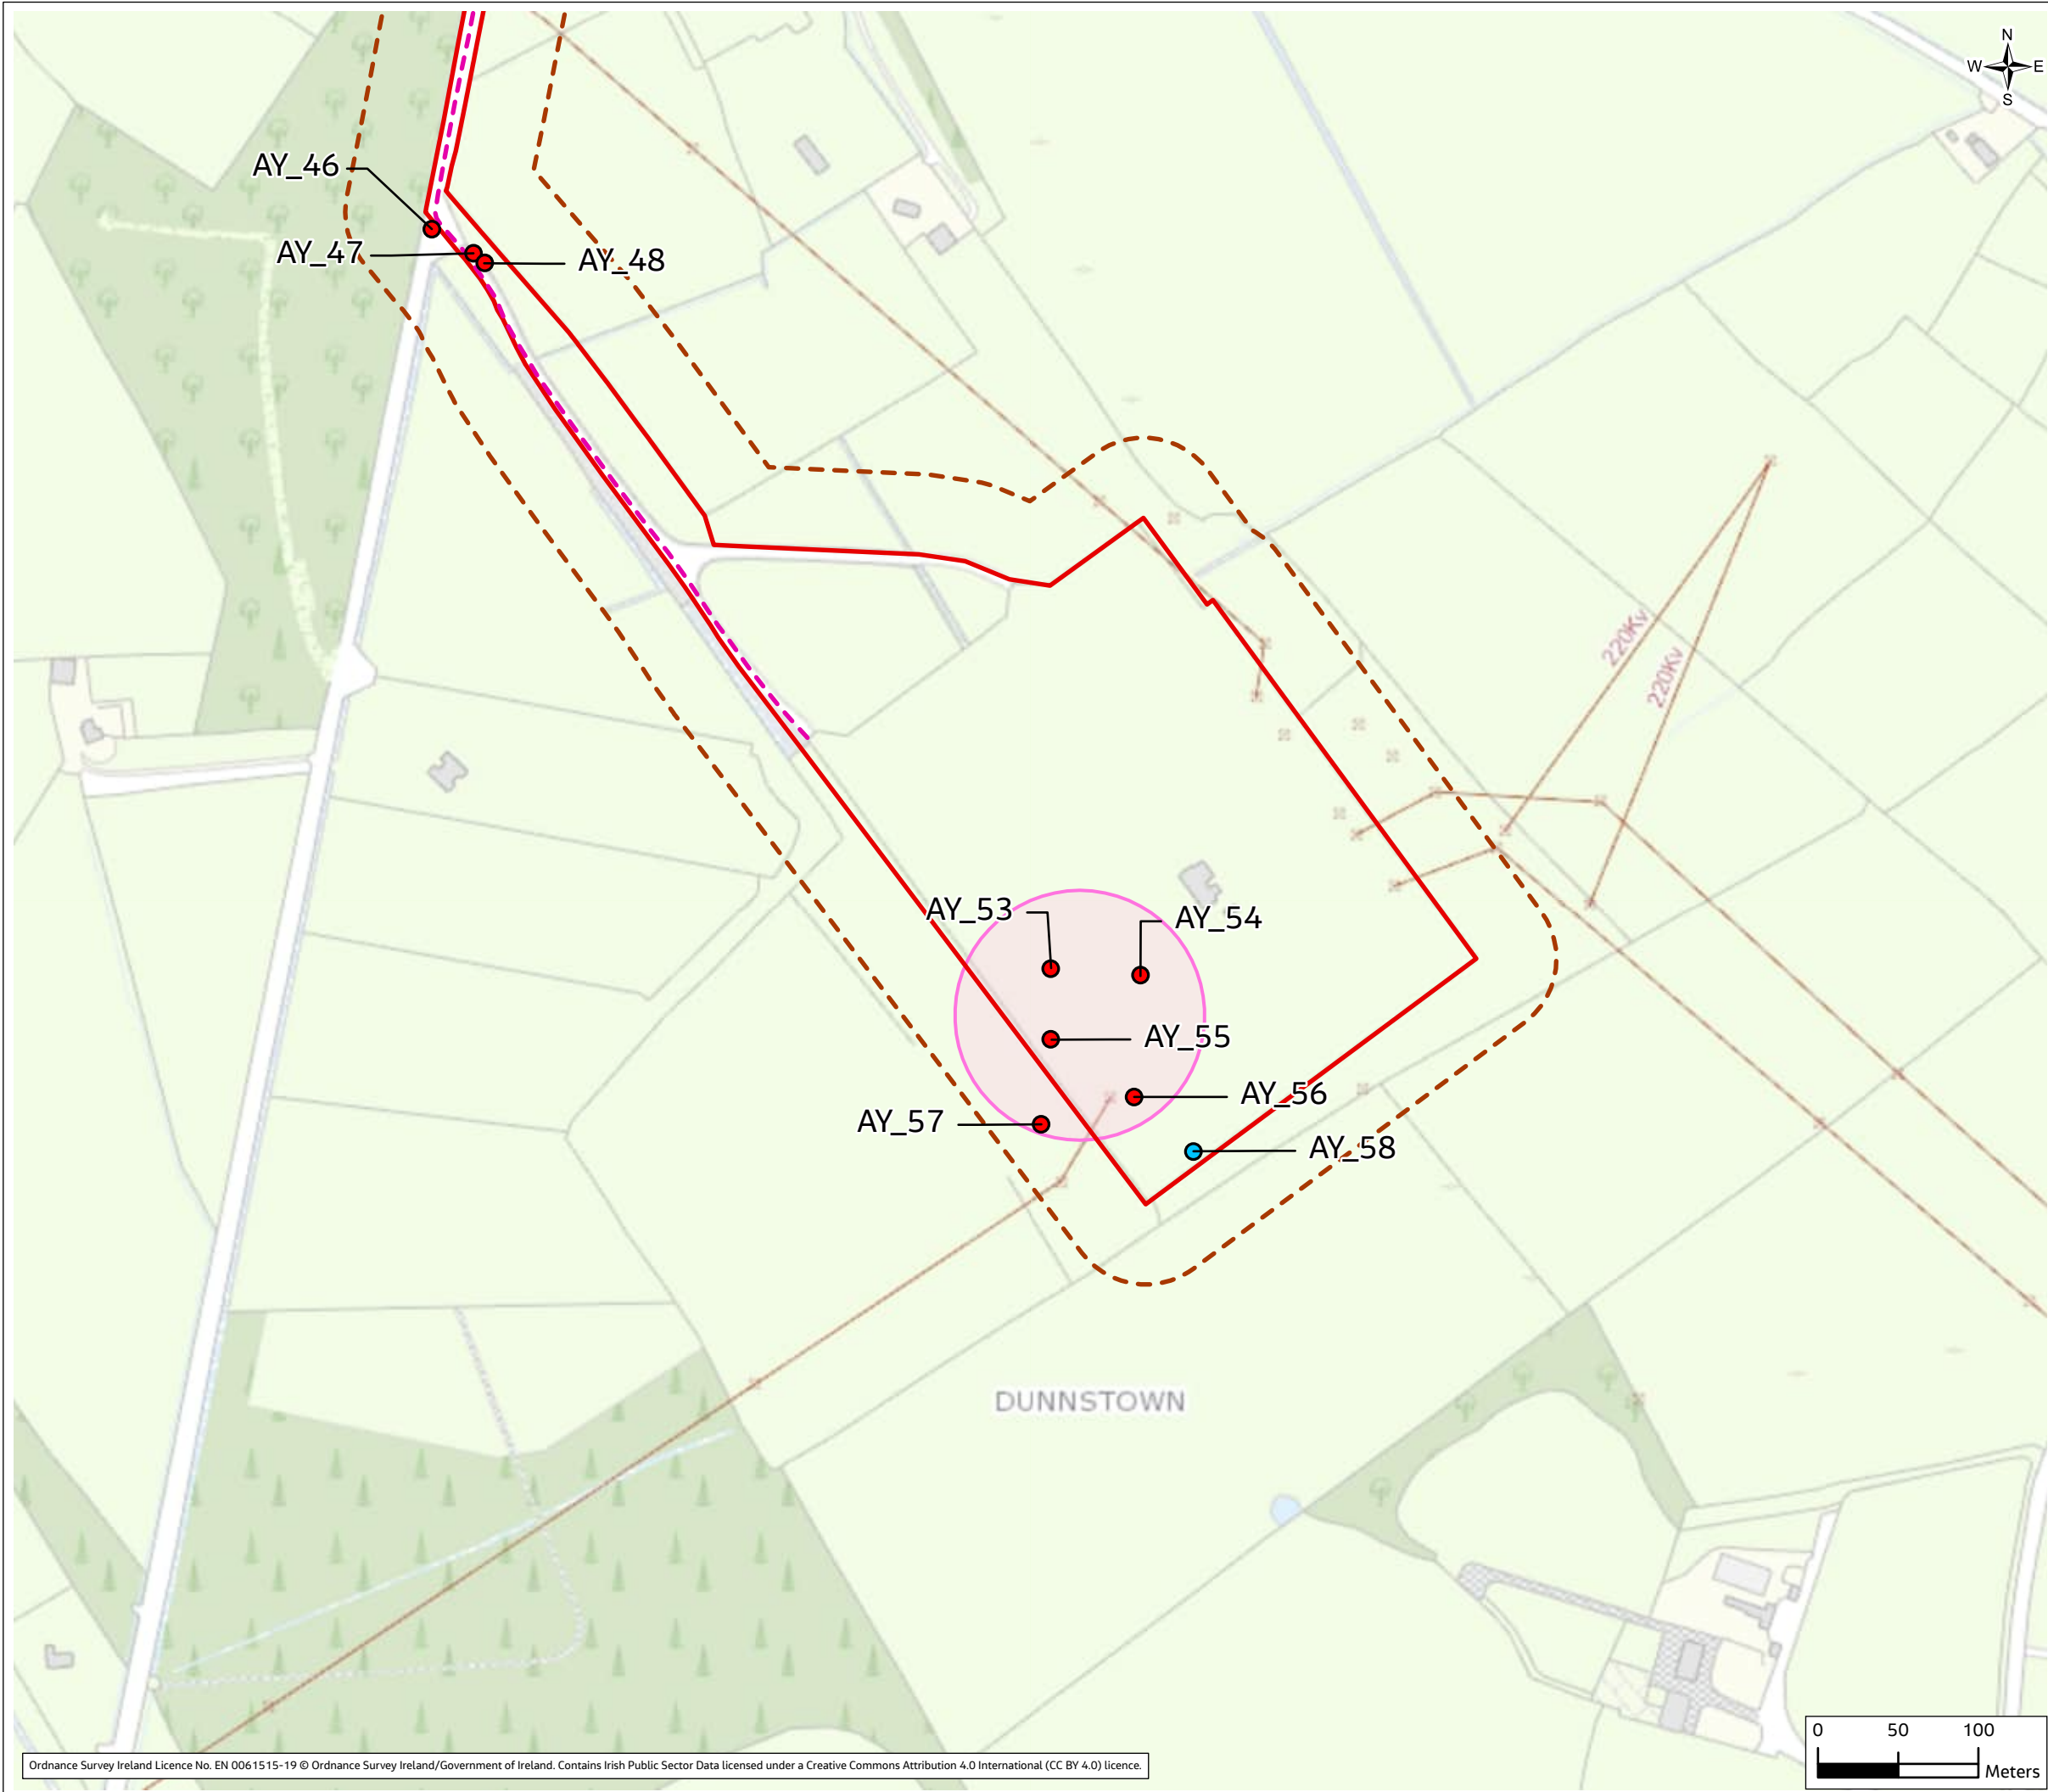 N
W E
S
AY_46
AY_47
AY_48
220Kv
220Kv
AY_53
AY_54
AY_55
AY_56
AY_57
AY_58
DUNNSTOWN
0 50 100
Meters
Ordnance Survey Ireland Licence No. EN 0061515-19 © Ordnance Survey Ireland/Government of Ireland. Contains Irish Public Sector Data licensed under a Creative Commons Attribution 4.0 International (CC BY 4.0) licence.